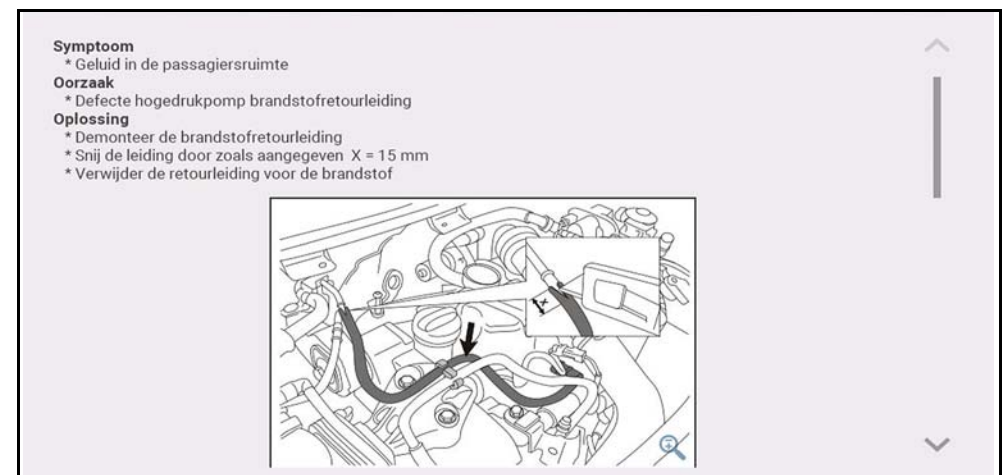 Symptoom
* Geluid in de passagiersruimte
Oorzaak
* Defecte hogedrukpomp brandstofretourleiding
Oplossing
* Demonteer de brandstofretourleiding
* Snij de leiding door zoals aangegeven X = 15 mm
* Verwijder de retourleiding voor de brandstof
X